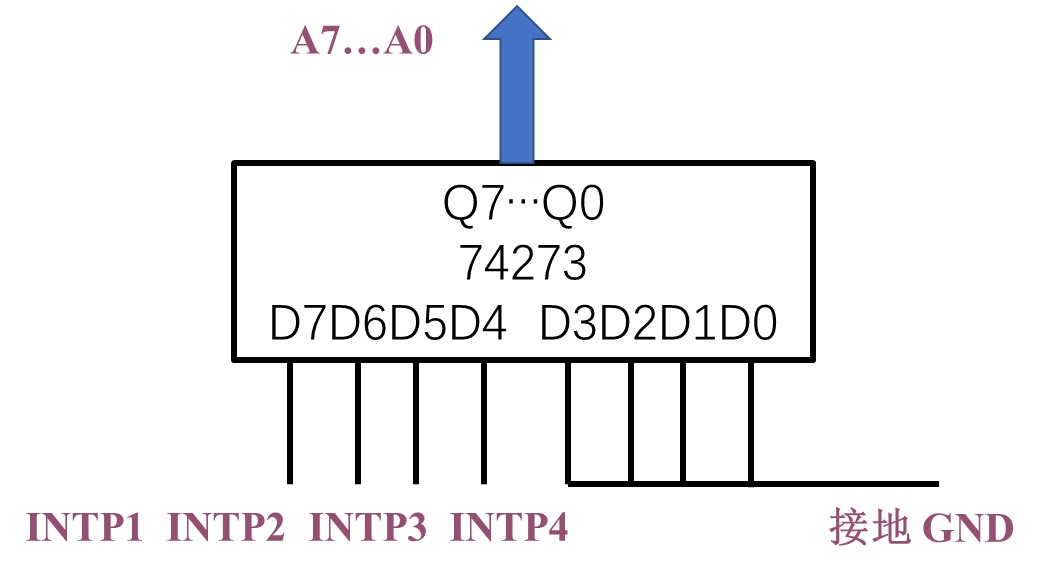 A7…A0
Q7…Q0
74273
D7D6D5D4 D3D2D1D0
INTP1 INTP2 INTP3 INTP4 接地 GND